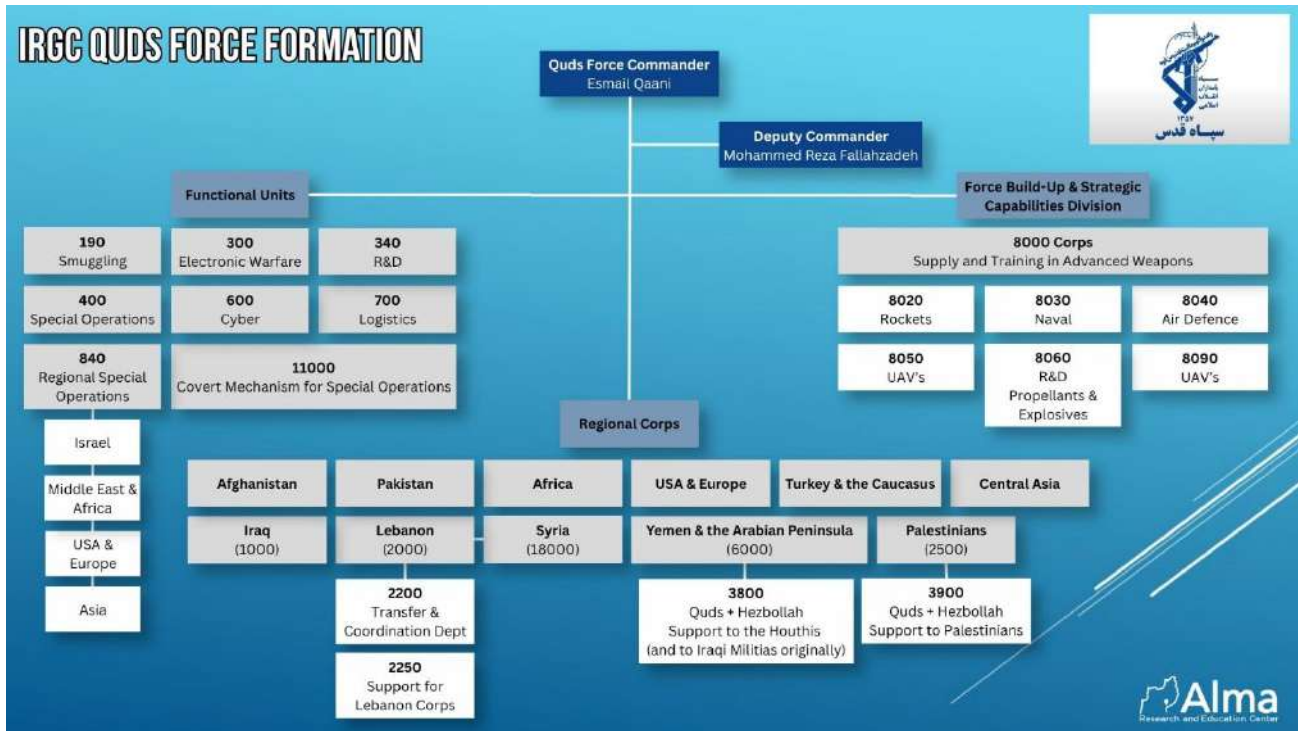 IRGC QUDS FORCE FORMATION
سپاه
پاسداران
انقلاب
اسلامی
۱۳۵۷
سپاه قدس
Quds Force Commander
Esmail Qaani
Deputy Commander
Mohammed Reza Fallahzadeh
Functional Units
190
Smuggling
300
Electronic Warfare
340
R&D
400
Special Operations
600
Cyber
700
Logistics
840
Regional Special
Operations
11000
Covert Mechanism for Special Operations
Israel
Middle East &
Africa
USA &
Europe
Asia
Force Build-Up & Strategic
Capabilities Division
8000 Corps
Supply and Training in Advanced Weapons
8020
Rockets
8030
Naval
8040
Air Defence
8050
UAV's
8060
R&D
Propellants &
Explosives
8090
UAV's
Regional Corps
Afghanistan
Pakistan
Africa
USA & Europe
Turkey & the Caucasus
Central Asia
Iraq
(1000)
Lebanon
(2000)
Syria
(18000)
Yemen & the Arabian Peninsula
(6000)
Palestinians
(2500)
2200
Transfer &
Coordination Dept
2250
Support for
Lebanon Corps
3800
Quds + Hezbollah
Support to the Houthis
(and to Iraqi Militias originally)
3900
Quds + Hezbollah
Support to Palestinians
Alma
Research and Education Center